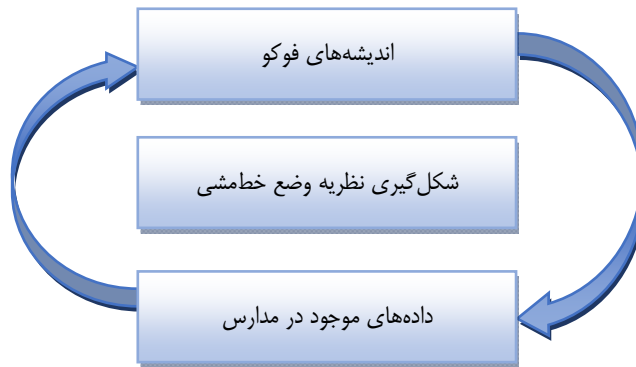 اندیشه‌های فوکو
شکل‌گیری نظریه وضع خط‌مشی
داده‌های موجود در مدارس